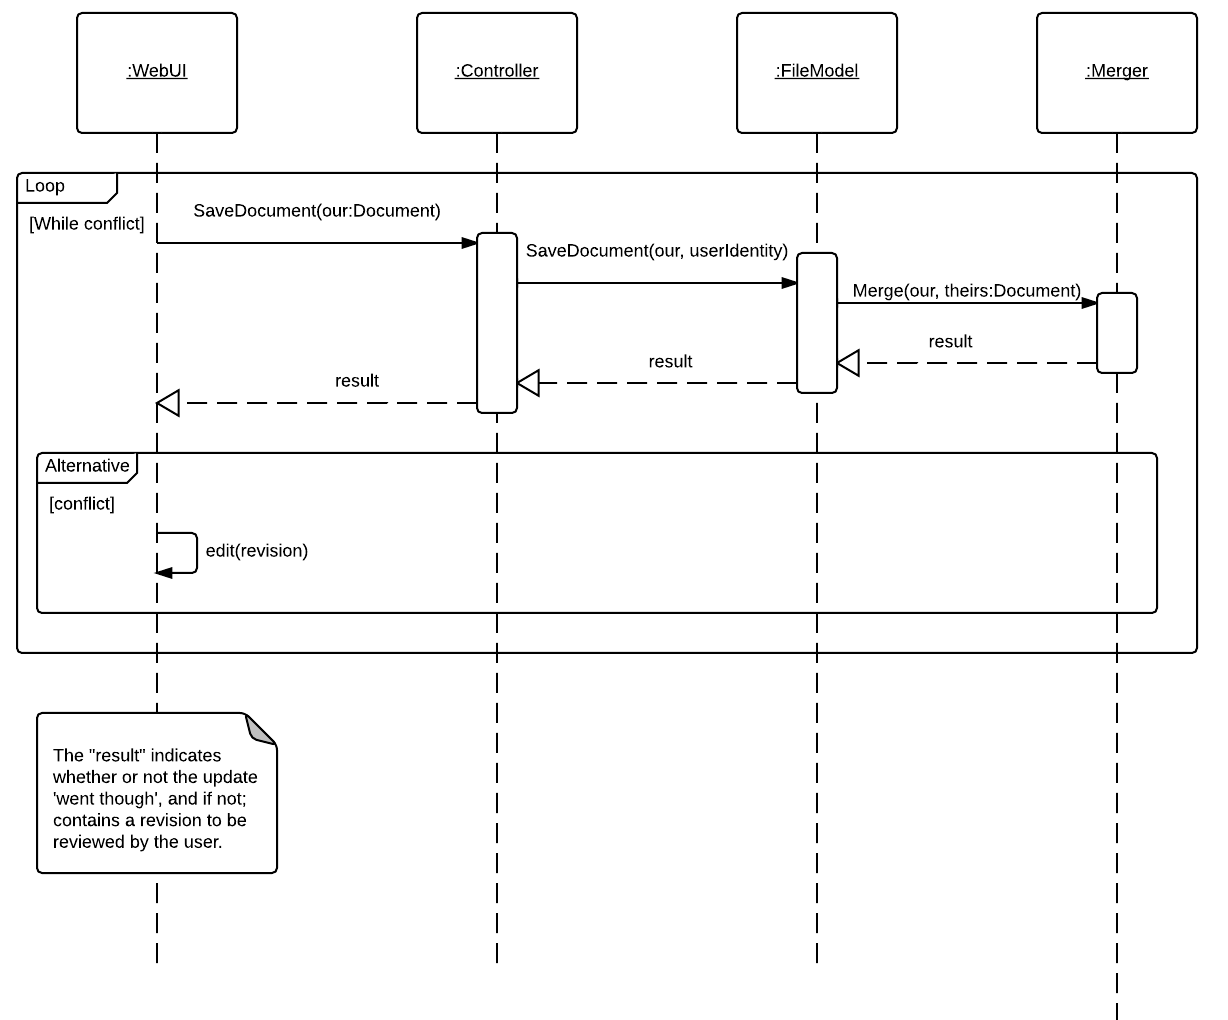 :WebUI
:Controller
:FileModel
:Merger
Loop
[While conflict]
SaveDocument(our:Document)
SaveDocument(our, userIdentity)
Merge(our, theirs:Document)
result
result
result
Alternative
[conflict]
edit(revision)
The "result" indicates
whether or not the update
'went though', and if not;
contains a revision to be
reviewed by the user.